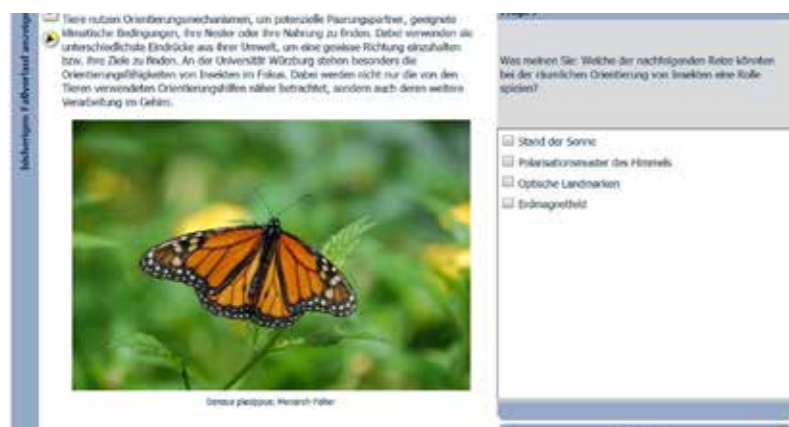 Tiere nutzen Orientierungsmechanismen, um potenzielle Paarungspartner, geeignete
klimatische Bedingungen, ihre Nester oder ihre Nahrung zu finden. Dabei verwenden sie
unterschiedlichste Eindrücke aus ihrer Umwelt, um eine gewisse Richtung einzuhalten
bzw. ihre Ziele zu finden. An der Universität Würzburg stehen besonders die
Orientierungsfähigkeiten von Insekten im Fokus. Dabei werden nicht nur die von den
Tieren verwendeten Orientierungshilfen näher betrachtet, sondern auch deren weitere
Verarbeitung im Gehirn.
Danaus plexippus: Monarch-Falter
bisherigen Fallverlauf anzeigen
Was meinen Sie: Welche der nachfolgenden Reize könnten
bei der räumlichen Orientierung von Insekten eine Rolle
spielen?
Stand der Sonne
Polarisationsmuster des Himmels
Optische Landmarken
Erdmagnetfeld